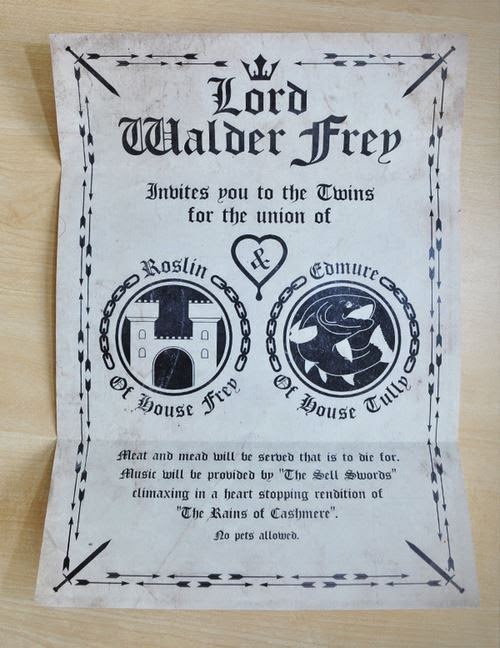 Lord
Walder Frey
Invites you to the Twins
for the union of
&
Roslin
Of House Frey
Edmure
Of House Tully
Meat and mead will be served that is to die for.
Music will be provided by "The Sell Swords"
climaxing in a heart stopping rendition of
"The Rains of Cashmere".
No pets allowed.